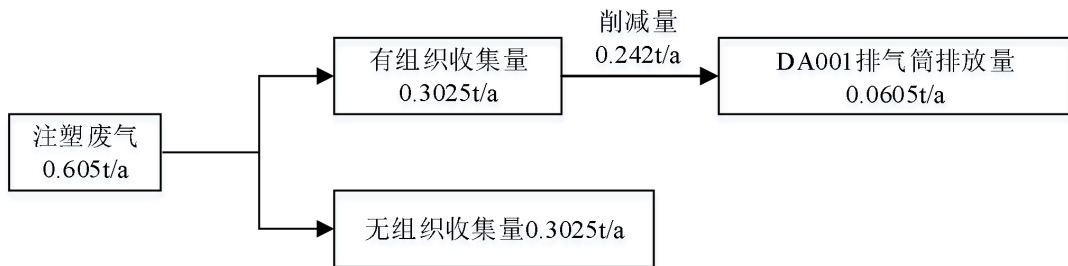 注塑废气
0.605t/a
有组织收集量
0.3025t/a
削减量
0.242t/a
DA001排气筒排放量
0.0605t/a
无组织收集量0.3025t/a